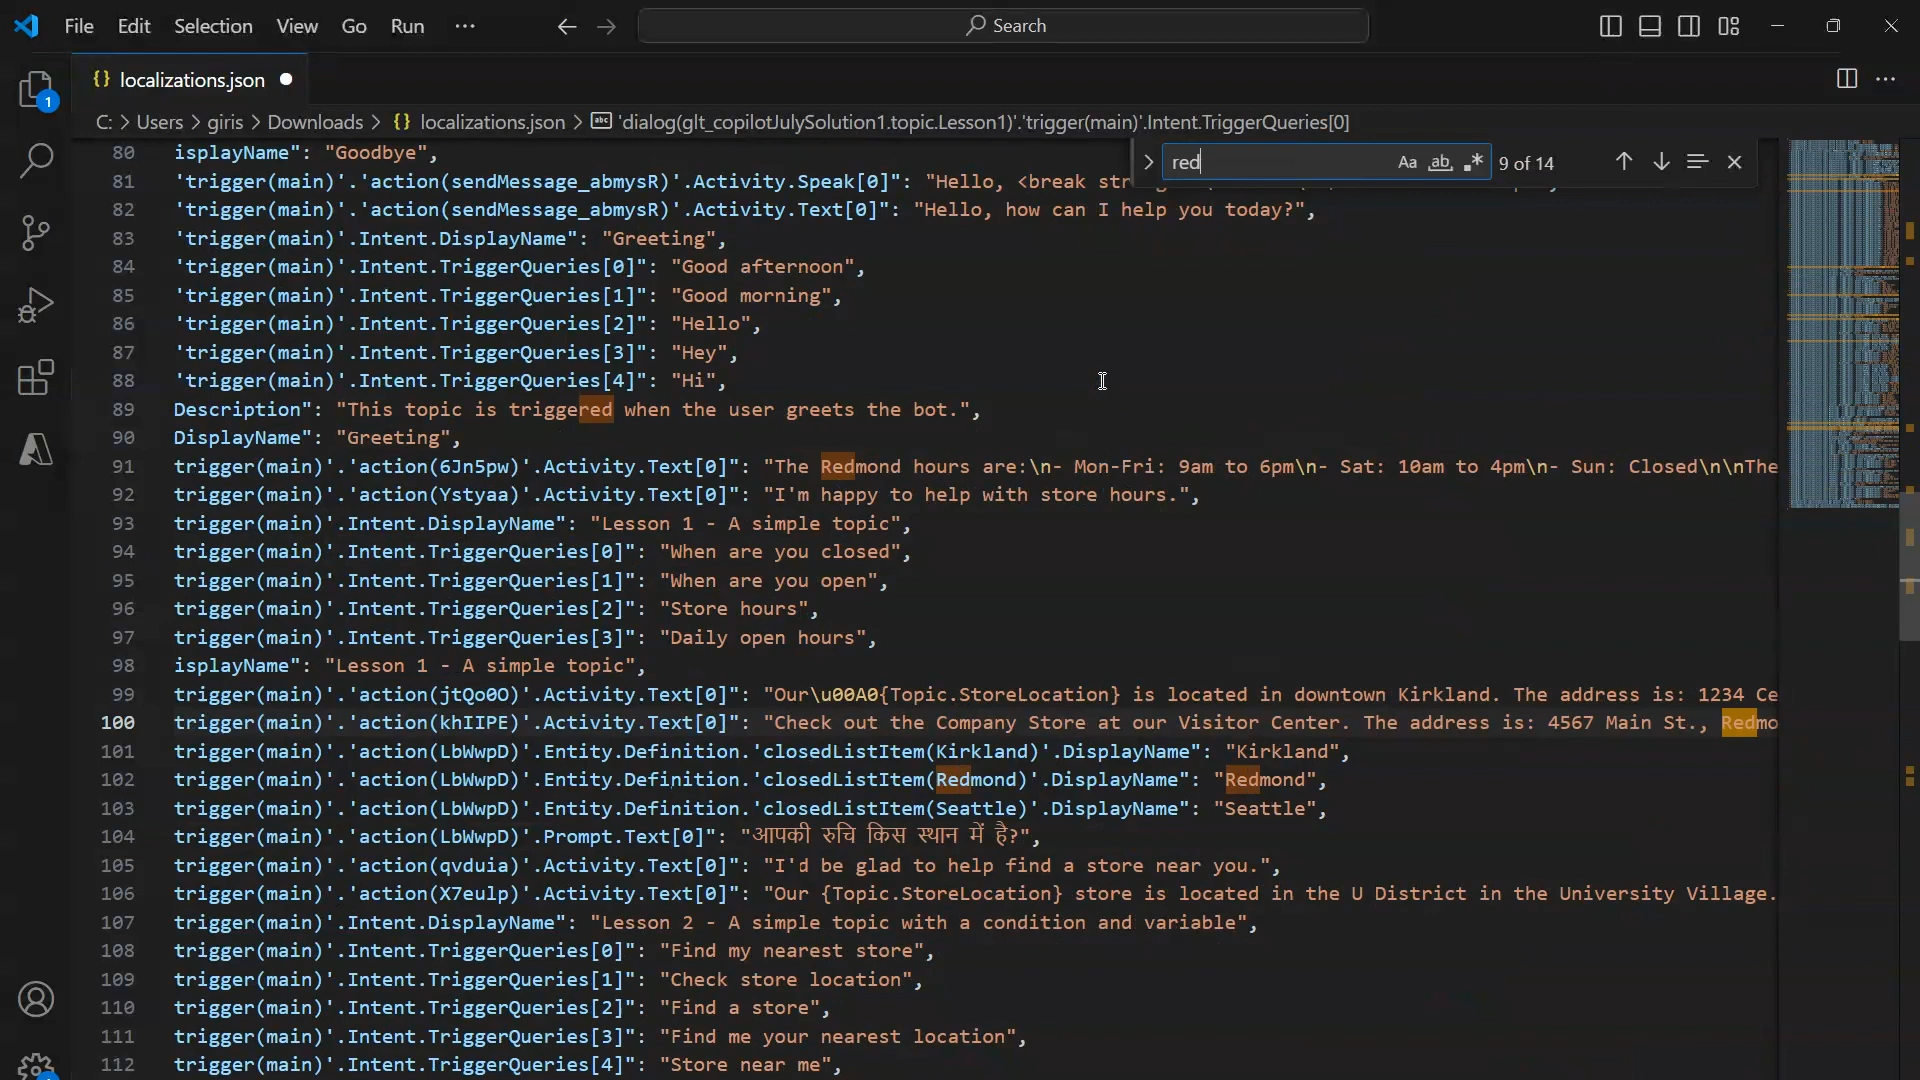 File Edit Selection View Go Run ··· Search
{} localizations.json
C: > Users > giris > Downloads > {} localizations.json > abc 'dialog(glt_copilotJulySolution1.topic.Lesson1)'.'trigger(main)'.Intent.TriggerQueries[0]
red Aa ab 9 of 14
1
80 isplayName": "Goodbye",
81 'trigger(main)'.'action(sendMessage_abmysR)'.Activity.Speak[0]": "Hello, <break str
82 'trigger(main)'.'action(sendMessage_abmysR)'.Activity.Text[0]": "Hello, how can I help you today?",
83 'trigger(main)'.Intent.DisplayName": "Greeting",
84 'trigger(main)'.Intent.TriggerQueries[0]": "Good afternoon",
85 'trigger(main)'.Intent.TriggerQueries[1]": "Good morning",
86 'trigger(main)'.Intent.TriggerQueries[2]": "Hello",
87 'trigger(main)'.Intent.TriggerQueries[3]": "Hey",
88 'trigger(main)'.Intent.TriggerQueries[4]": "Hi",
89 Description": "This topic is triggered when the user greets the bot.",
90 DisplayName": "Greeting",
91 trigger(main)'.'action(6Jn5pw)'.Activity.Text[0]": "The Redmond hours are:\n- Mon-Fri: 9am to 6pm\n- Sat: 10am to 4pm\n- Sun: Closed\n\nThe
92 trigger(main)'.'action(Ystyaa)'.Activity.Text[0]": "I'm happy to help with store hours.",
93 trigger(main)'.Intent.DisplayName": "Lesson 1 - A simple topic",
94 trigger(main)'.Intent.TriggerQueries[0]": "When are you closed",
95 trigger(main)'.Intent.TriggerQueries[1]": "When are you open",
96 trigger(main)'.Intent.TriggerQueries[2]": "Store hours",
97 trigger(main)'.Intent.TriggerQueries[3]": "Daily open hours",
98 isplayName": "Lesson 1 - A simple topic",
99 trigger(main)'.'action(jtQo0O)'.Activity.Text[0]": "Our\u00A0{Topic.StoreLocation} is located in downtown Kirkland. The address is: 1234 Ce
100 trigger(main)'.'action(khIIPE)'.Activity.Text[0]": "Check out the Company Store at our Visitor Center. The address is: 4567 Main St., Redmo
101 trigger(main)'.'action(LbWwpD)'.Entity.Definition.'closedListItem(Kirkland)'.DisplayName": "Kirkland",
102 trigger(main)'.'action(LbWwpD)'.Entity.Definition.'closedListItem(Redmond)'.DisplayName": "Redmond",
103 trigger(main)'.'action(LbWwpD)'.Entity.Definition.'closedListItem(Seattle)'.DisplayName": "Seattle",
104 trigger(main)'.'action(LbWwpD)'.Prompt.Text[0]": "आपकी रुचि किस स्थान में है?",
105 trigger(main)'.'action(qvduia)'.Activity.Text[0]": "I'd be glad to help find a store near you.",
106 trigger(main)'.'action(X7eulp)'.Activity.Text[0]": "Our {Topic.StoreLocation} store is located in the U District in the University Village.
107 trigger(main)'.Intent.DisplayName": "Lesson 2 - A simple topic with a condition and variable",
108 trigger(main)'.Intent.TriggerQueries[0]": "Find my nearest store",
109 trigger(main)'.Intent.TriggerQueries[1]": "Check store location",
110 trigger(main)'.Intent.TriggerQueries[2]": "Find a store",
111 trigger(main)'.Intent.TriggerQueries[3]": "Find me your nearest location",
112 trigger(main)'.Intent.TriggerQueries[4]": "Store near me",